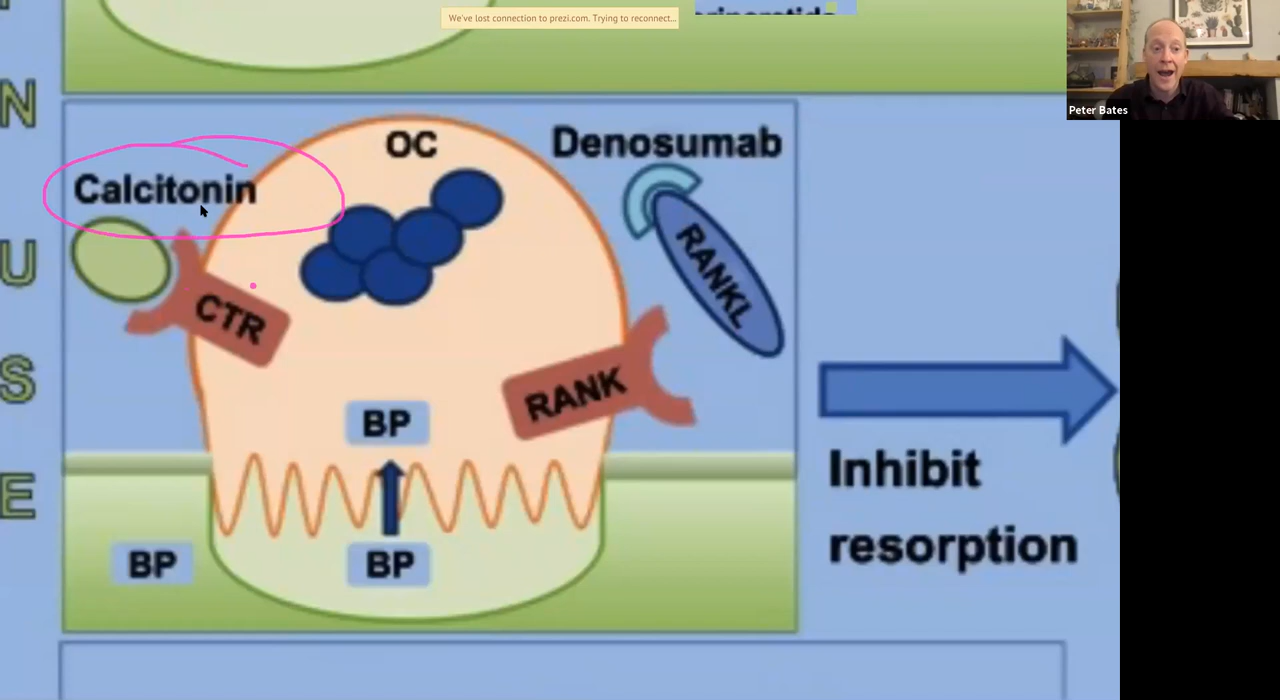 We've lost connection to prezi.com. Trying to reconnect...
Peter Bates
N
U
S
E
OC
Denosumab
Calcitonin
RANKL
CTR
RANK
BP
BP
BP
Inhibit
resorption